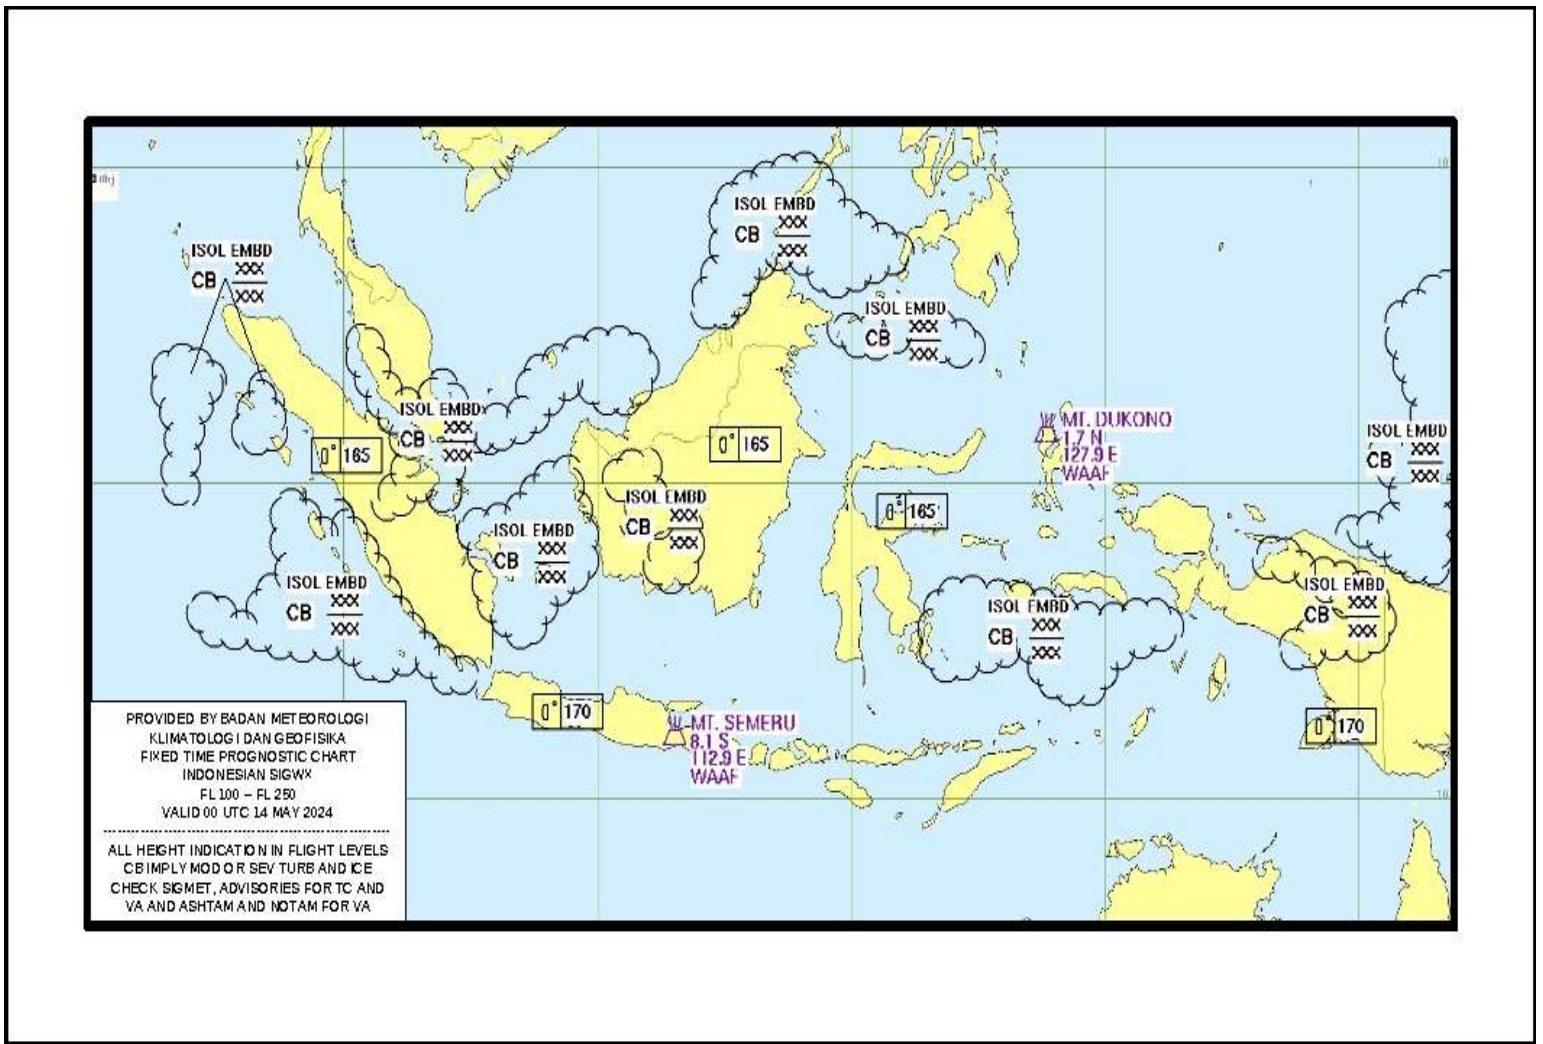 ISOL EMBD
CB XXX
XXX
ISOL EMBD
CB XXX
XXX
ISOL EMBD
CB XXX
XXX
ISOL EMBD
CB XXX
XXX
0° 165
0° 165
MT. DUKONO
1.7 N
127.9 E
WAAF
ISOL EMBD
CB XXX
XXX
ISOL EMBD
CB XXX
XXX
0° 165
ISOL EMBD
CB XXX
XXX
ISOL EMBD
CB XXX
XXX
ISOL EMBD
CB XXX
XXX
ISOL EMBD
CB XXX
XXX
0° 170
MT. SEMERU
8.1 S
112.9 E
WAAF
0° 170
10
PROVIDED BY BADAN METEOROLOGI
KLIMATOLOGI DAN GEOFISIKA
FIXED TIME PROGNOSTIC CHART
INDONESIAN SIGWX
FL 100 – FL 250
VALID 00 UTC 14 MAY 2024
ALL HEIGHT INDICATION IN FLIGHT LEVELS
CB IMPLY MOD OR SEV TURB AND ICE
CHECK SIGMET, ADVISORIES FOR TC AND
VA AND ASHTAM AND NOTAM FOR VA